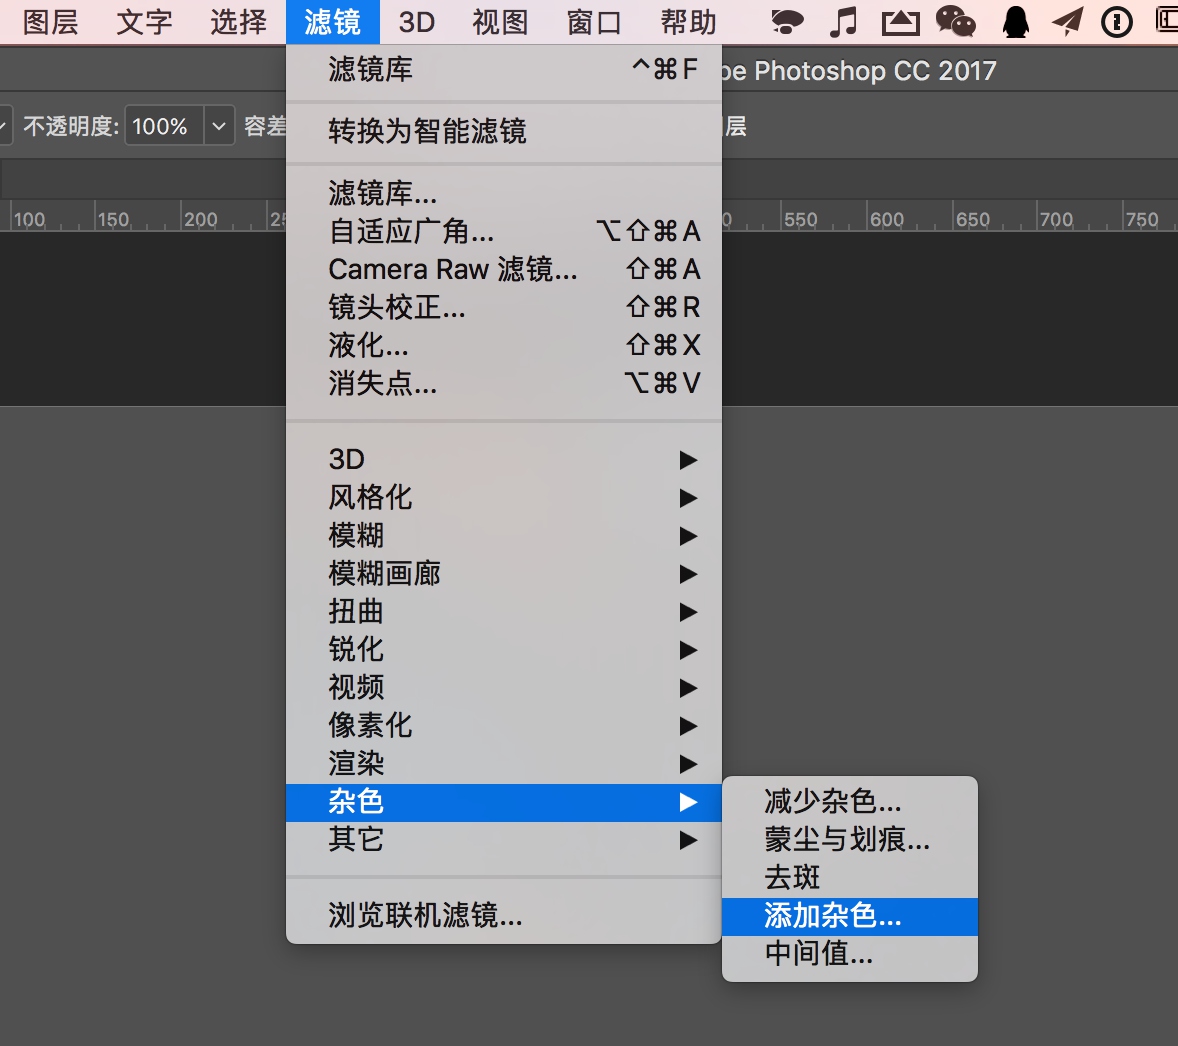 图层 文字 选择 滤镜 3D 视图 窗口 帮助
滤镜库 ^⌘F
be Photoshop CC 2017
不透明度: 100% 容差
层
转换为智能滤镜
滤镜库...
100 150 200 25 0 550 600 650 700 750
自适应广角... ⌥⇧⌘A
Camera Raw 滤镜... ⇧⌘A
镜头校正... ⇧⌘R
液化... ⇧⌘X
消失点... ⌥⌘V
3D
风格化
模糊
模糊画廊
扭曲
锐化
视频
像素化
渲染
杂色
其它
浏览联机滤镜...
减少杂色...
蒙尘与划痕...
去斑
添加杂色...
中间值...